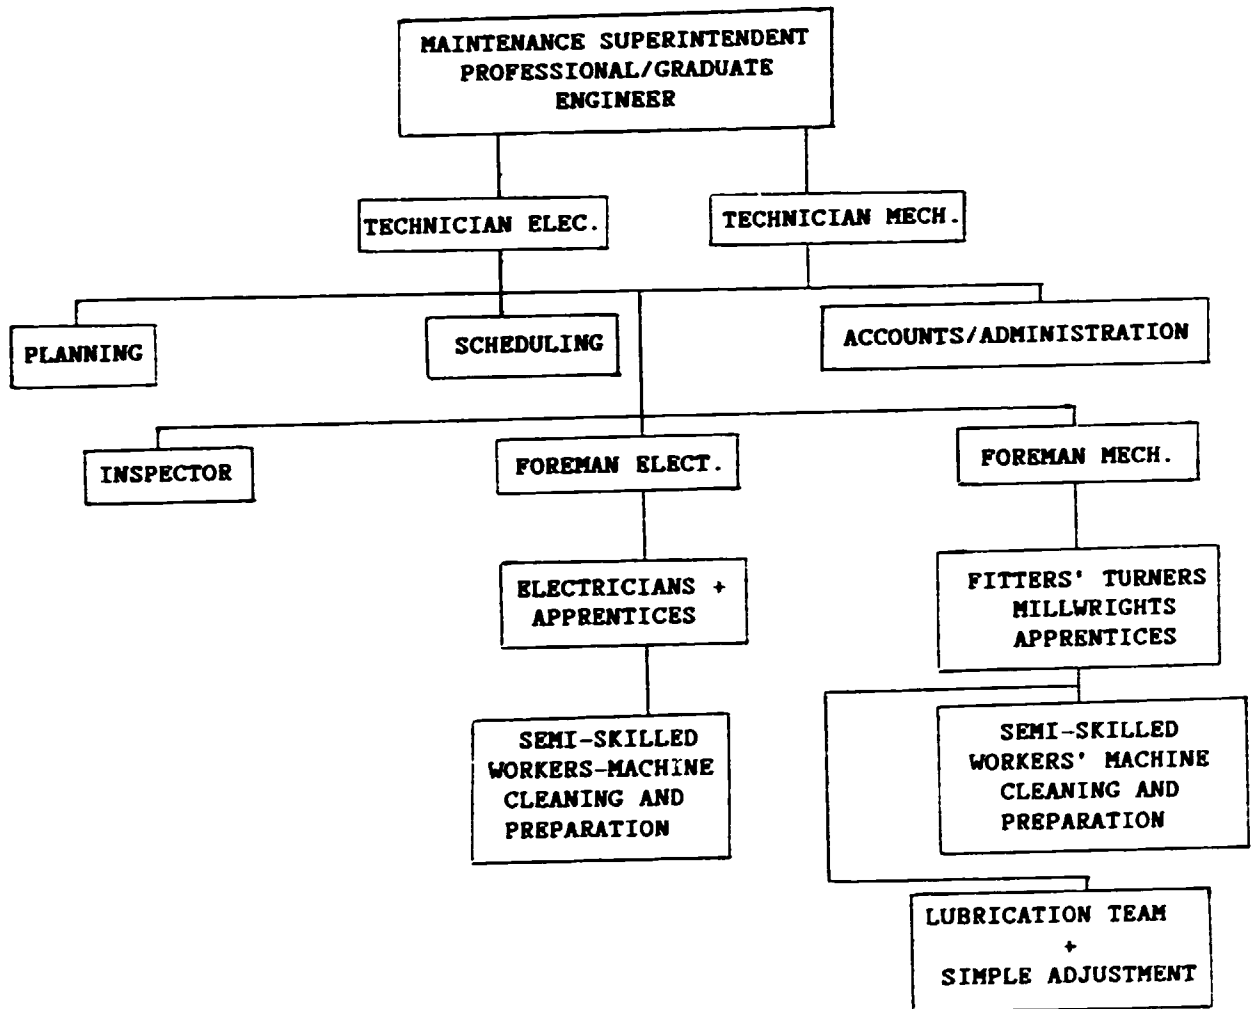 MAINTENANCE SUPERINTENDENT
PROFESSIONAL/GRADUATE
ENGINEER
TECHNICIAN ELEC.
TECHNICIAN MECH.
PLANNING
SCHEDULING
ACCOUNTS/ADMINISTRATION
INSPECTOR
FOREMAN ELECT.
FOREMAN MECH.
ELECTRICIANS +
APPRENTICES
FITTERS' TURNERS
MILLWRIGHTS
APPRENTICES
SEMI-SKILLED
WORKERS-MACHINE
CLEANING AND
PREPARATION
SEMI-SKILLED
WORKERS' MACHINE
CLEANING AND
PREPARATION
LUBRICATION TEAM
+
SIMPLE ADJUSTMENT